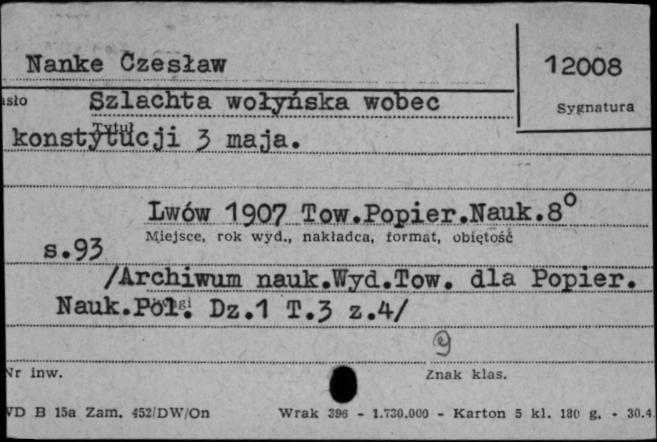 Nanke Czesław
12008
Sygnatura
Szlachta wołyńska wobec
Tytuł
konstytucji 3 maja.
Lwów 1907 Tow.Popier.Nauk.8°
Miejsce, rok wyd., nakładca, format, objętość
s.93
/Archiwum nauk.Wyd.Tow. dla Popier.
Nauk.Pol. Dz.1 T.3 z.4/
9
Nr inw.
Znak klas.
WD B 15a Zam. 452/DW/On
Wrak 396 - 1.730.000 - Karton 5 kl. 180 g. - 30.4